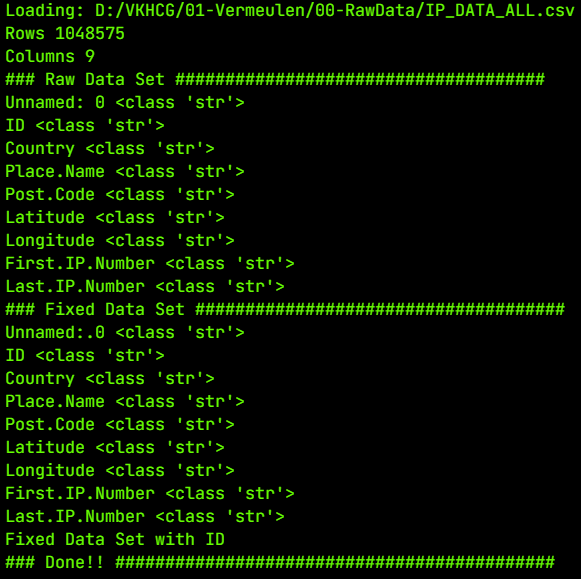 Loading: D:/VKHCG/01-Vermeulen/00-RawData/IP_DATA_ALL.csv
Rows 1048575
Columns 9
### Raw Data Set #####################################
Unnamed: 0 <class 'str'>
ID <class 'str'>
Country <class 'str'>
Place.Name <class 'str'>
Post.Code <class 'str'>
Latitude <class 'str'>
Longitude <class 'str'>
First.IP.Number <class 'str'>
Last.IP.Number <class 'str'>
### Fixed Data Set #####################################
Unnamed:.0 <class 'str'>
ID <class 'str'>
Country <class 'str'>
Place.Name <class 'str'>
Post.Code <class 'str'>
Latitude <class 'str'>
Longitude <class 'str'>
First.IP.Number <class 'str'>
Last.IP.Number <class 'str'>
Fixed Data Set with ID
### Done!! ############################################